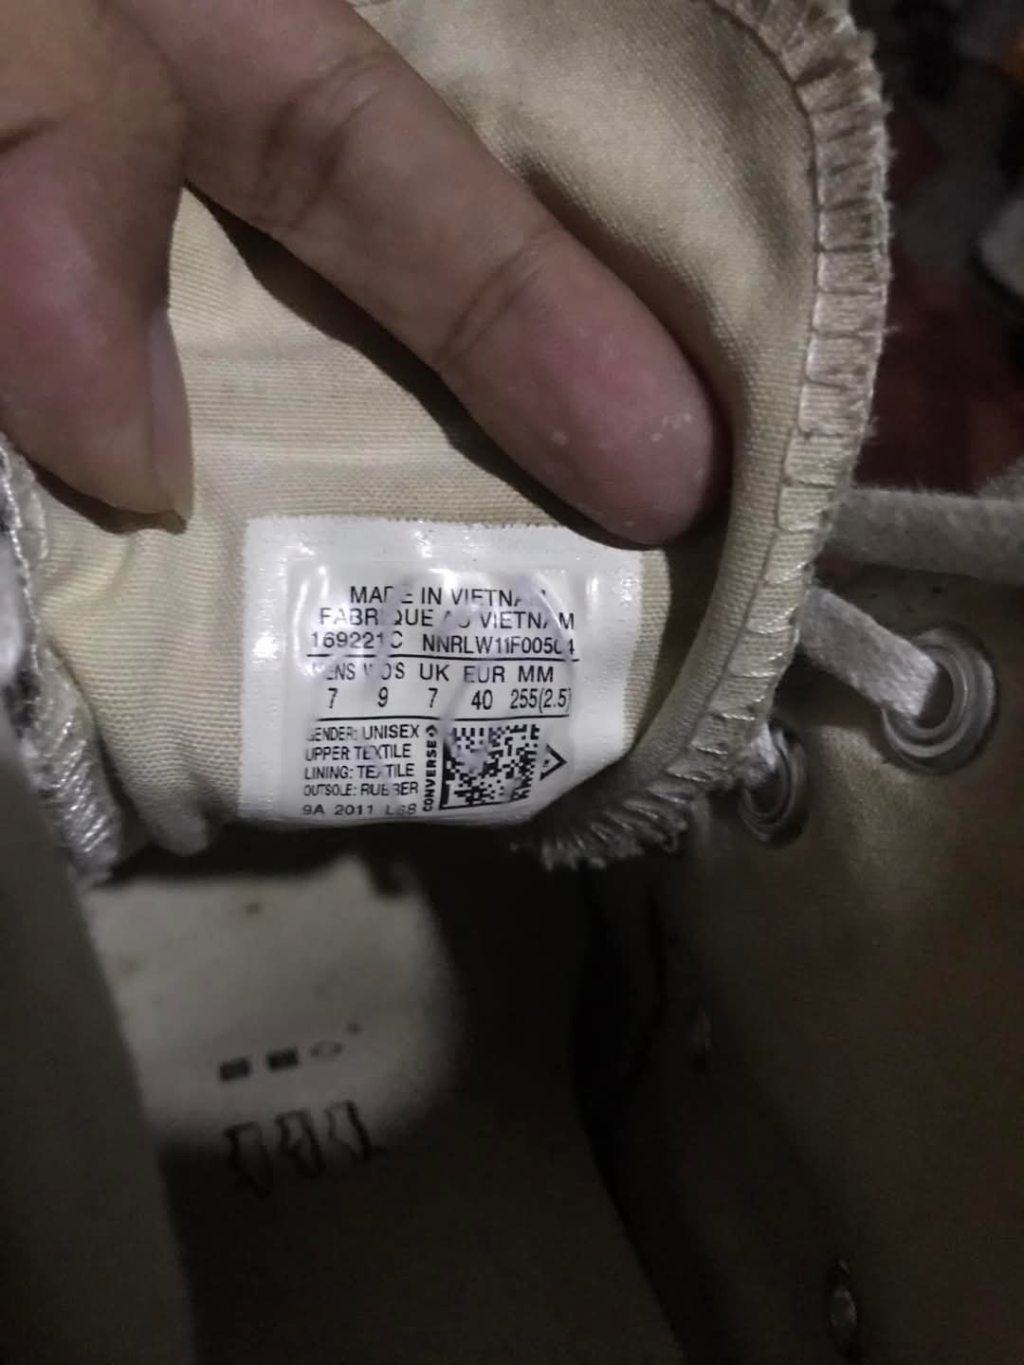 MADE IN VIETNAM
FABRIQUE AU VIETNAM
169221C NNRLW11F00504
MENS WO'S UK EUR MM
7 9 7 40 255(2.5)
GENDER: UNISEX
UPPER TEXTILE
LINING: TEXTILE
OUTSOLE: RUBBER
9A 2011 L68
CONVERSE